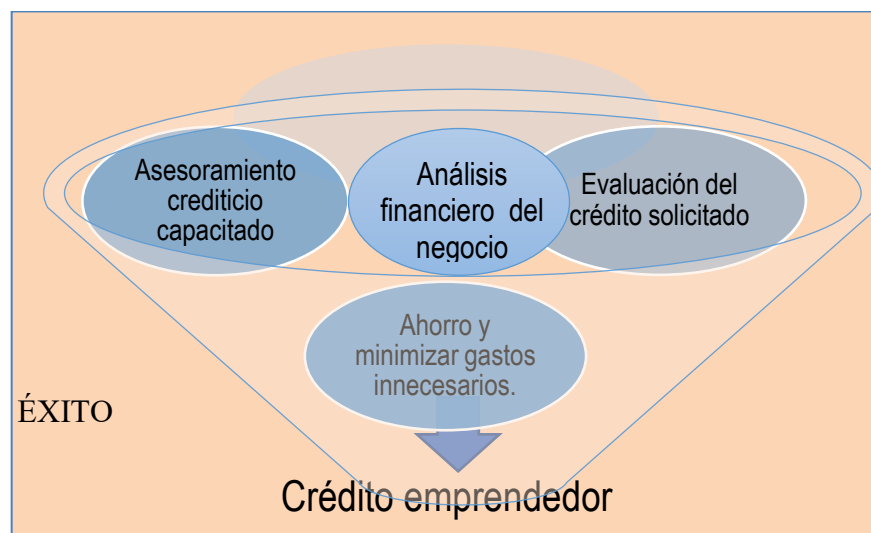 Asesoramiento
crediticio
capacitado
Análisis
financiero del
negocio
Evaluación del
crédito solicitado
Ahorro y
minimizar gastos
innecesarios.
ÉXITO
Crédito emprendedor